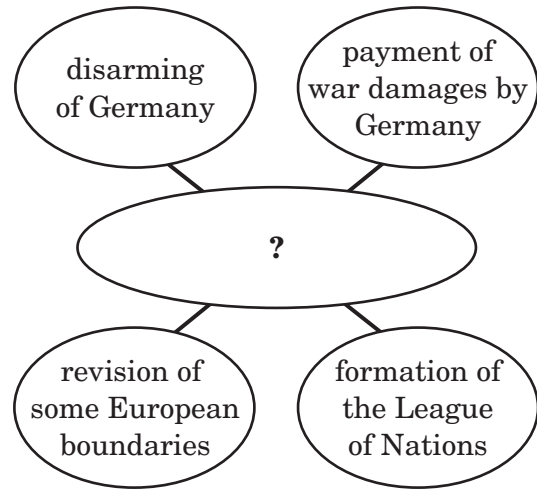 disarming
of Germany
payment of
war damages by
Germany
?
revision of
some European
boundaries
formation of
the League
of Nations